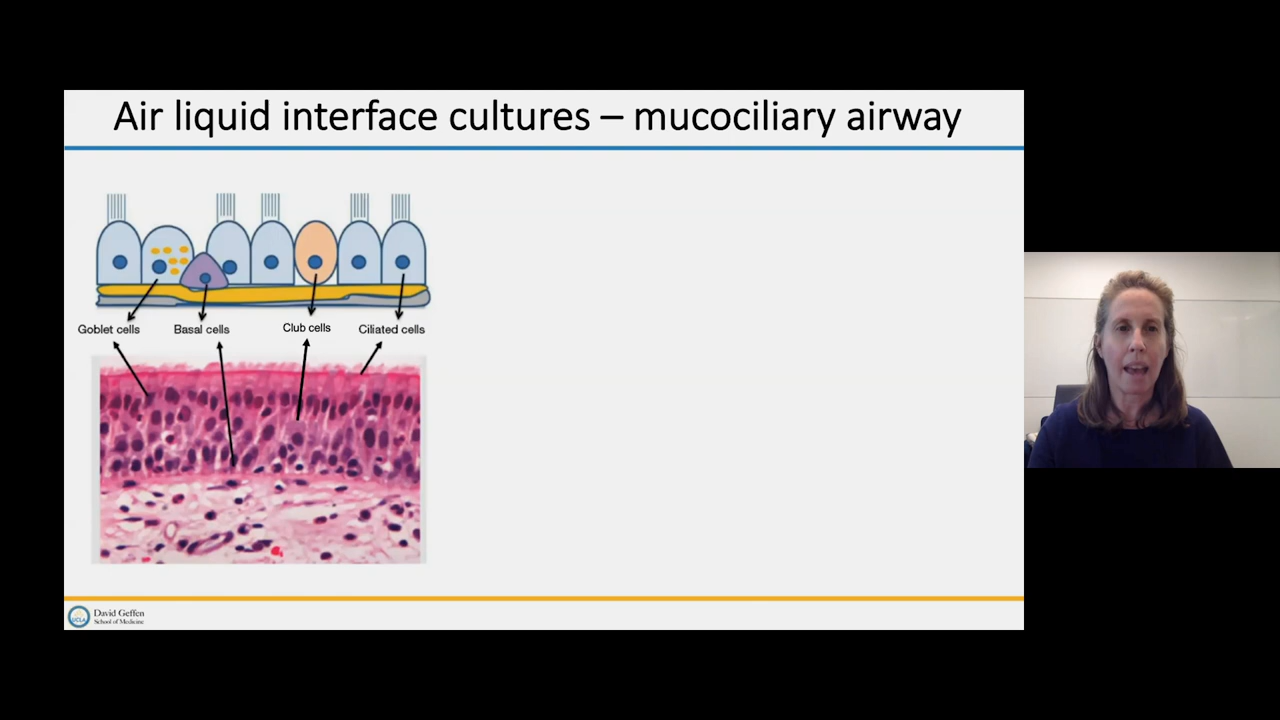 Air liquid interface cultures – mucociliary airway
Goblet cells Basal cells Club cells Ciliated cells
UCLA
David Geffen
School of Medicine